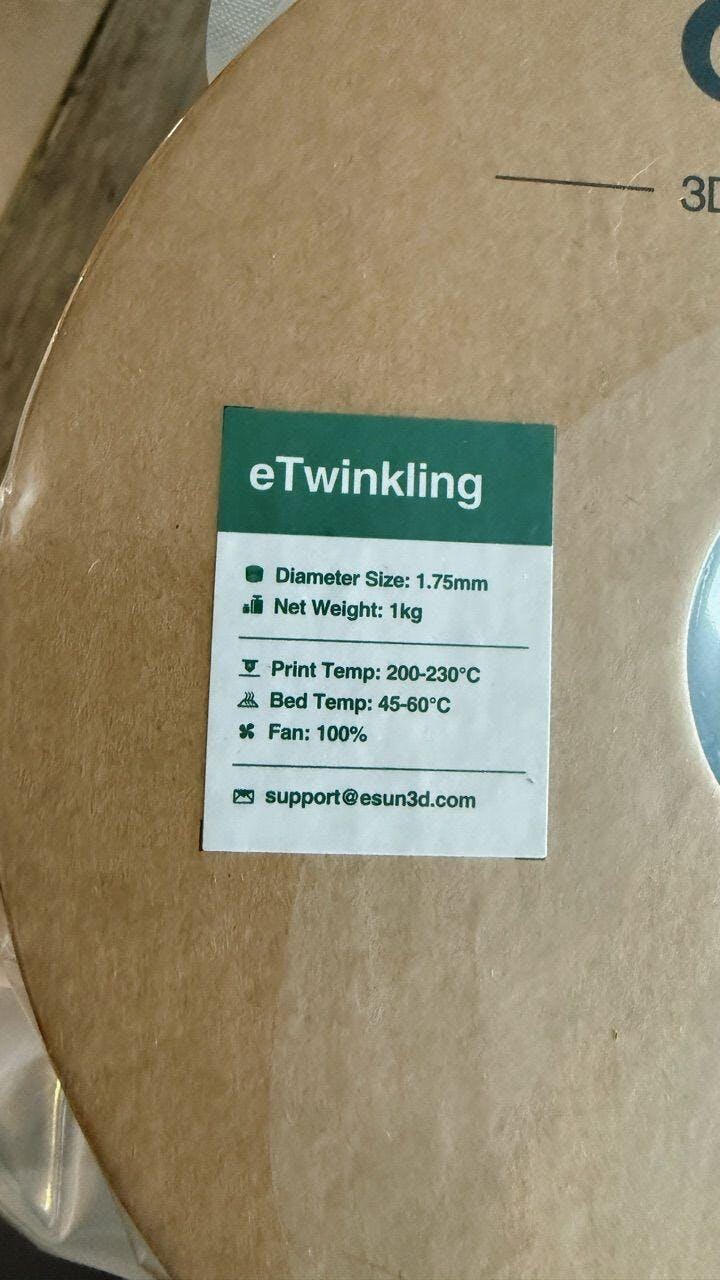 3D
eTwinkling
Diameter Size: 1.75mm
Net Weight: 1kg
Print Temp: 200-230°C
Bed Temp: 45-60°C
Fan: 100%
support@esun3d.com